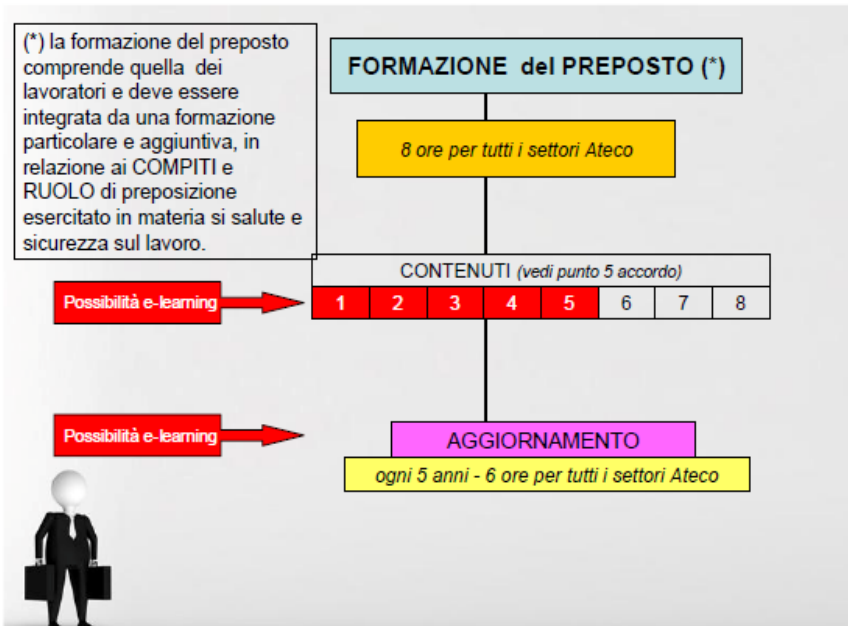 (*) la formazione del preposto
comprende quella dei
lavoratori e deve essere
integrata da una formazione
particolare e aggiuntiva, in
relazione ai COMPITI e
RUOLO di preposizione
esercitato in materia si salute e
sicurezza sul lavoro.
FORMAZIONE del PREPOSTO (*)
8 ore per tutti i settori Ateco
CONTENUTI (vedi punto 5 accordo)
Possibilità e-learning
1 2 3 4 5 6 7 8
Possibilità e-learning
AGGIORNAMENTO
ogni 5 anni - 6 ore per tutti i settori Ateco